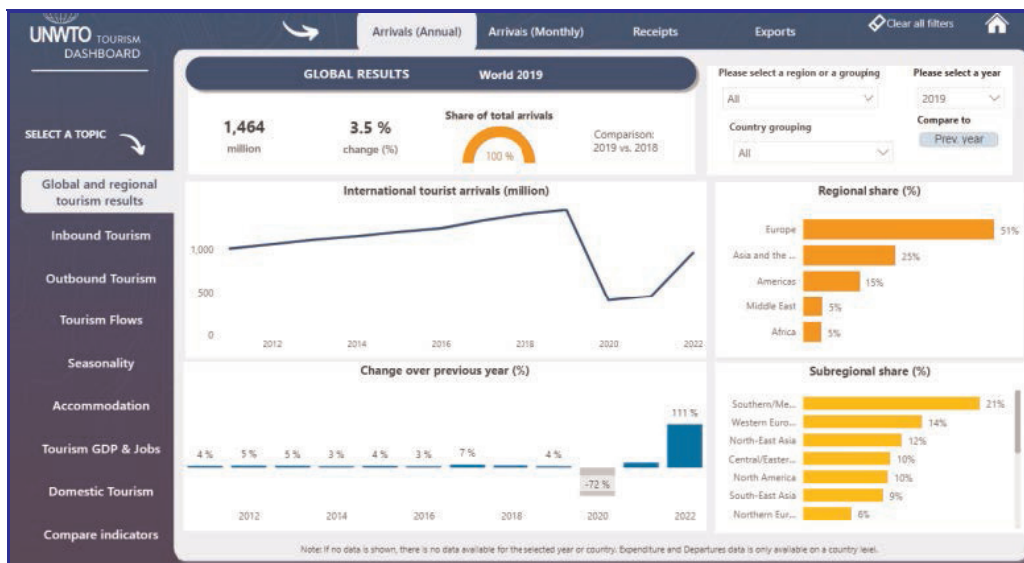 UNWTO TOURISM
DASHBOARD
Arrivals (Annual)
Arrivals (Monthly)
Receipts
Exports
Clear all filters
SELECT A TOPIC
Global and regional
tourism results
Inbound Tourism
Outbound Tourism
Tourism Flows
Seasonality
Accommodation
Tourism GDP & Jobs
Domestic Tourism
Compare indicators
GLOBAL RESULTS World 2019
1,464
million
3.5 %
change (%)
Share of total arrivals
100 %
Comparison:
2019 vs. 2018
Please select a region or a grouping
All
Please select a year
2019
Country grouping
All
Compare to
Prev. year
International tourist arrivals (million)
1,000
500
0
2012 2014 2016 2018 2020 2022
Regional share (%)
Europe 51%
Asia and the ... 25%
Americas 15%
Middle East 5%
Africa 5%
Change over previous year (%)
4 % 5 % 5 % 3 % 4 % 3 % 7 % 4 % -72 % 111 %
2012 2014 2016 2018 2020 2022
Subregional share (%)
Southern/Me... 21%
Western Euro... 14%
North-East Asia 12%
Central/Easter... 10%
North America 10%
South-East Asia 9%
Northern Eur... 6%
Note: If no data is shown, there is no data available for the selected year or country. Expenditure and Departures data is only available on a country level.